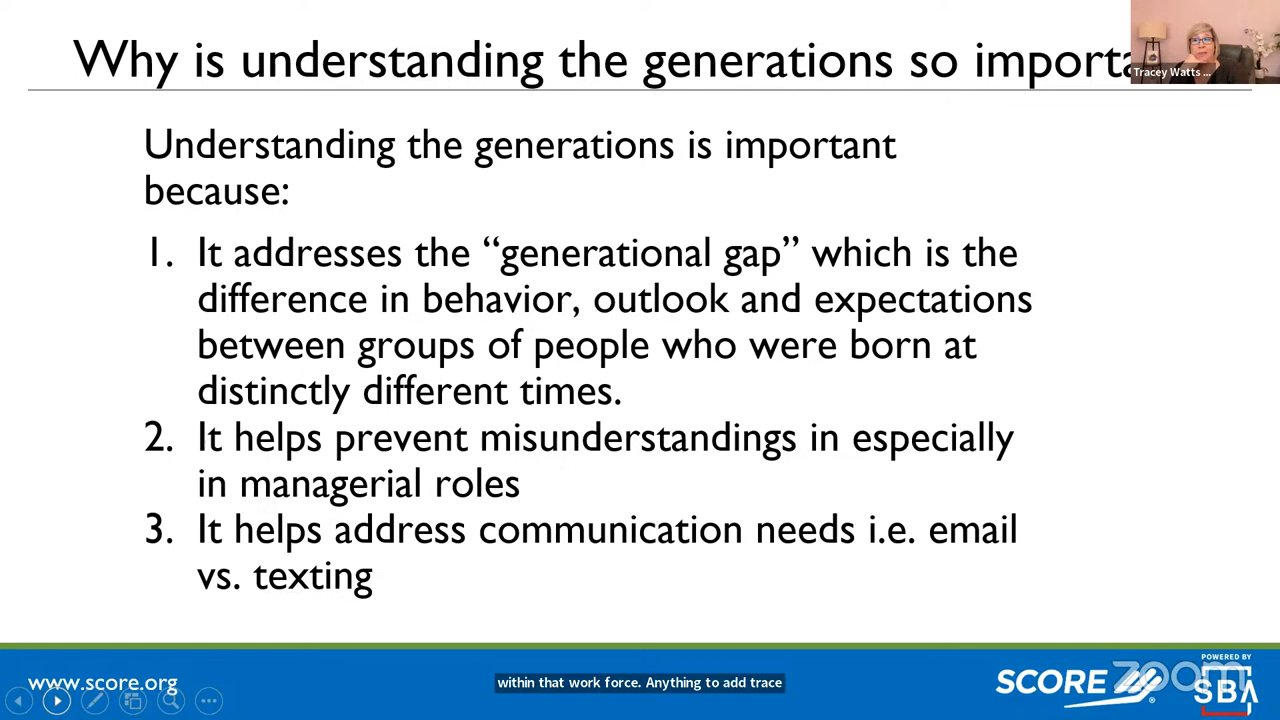 Why is understanding the generations so importa
Tracey Watts ...
Understanding the generations is important
because:
1. It addresses the “generational gap” which is the
difference in behavior, outlook and expectations
between groups of people who were born at
distinctly different times.
2. It helps prevent misunderstandings in especially
in managerial roles
3. It helps address communication needs i.e. email
vs. texting
www.score.org
within that work force. Anything to add trace
SCORE
zoom
POWERED BY
SBA